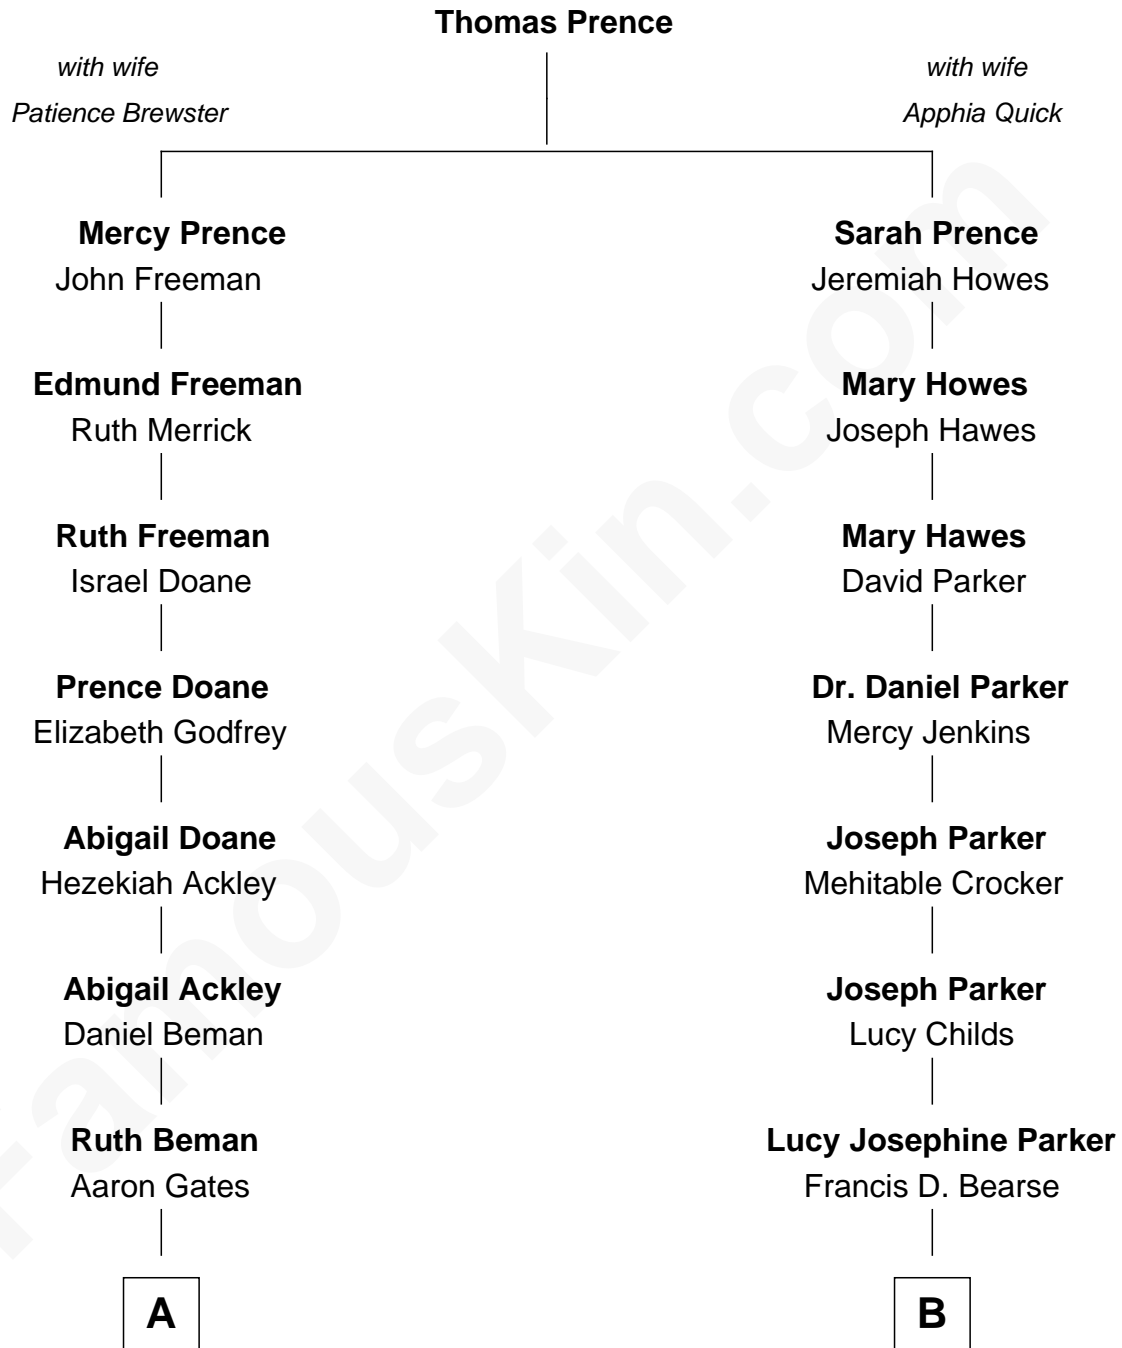 Thomas Prence
with wife
Patience Brewster
with wife
Apphia Quick
Mercy Prence
John Freeman
Sarah Prence
Jeremiah Howes
Edmund Freeman
Ruth Merrick
Mary Howes
Joseph Hawes
Ruth Freeman
Israel Doane
Mary Hawes
David Parker
Prence Doane
Elizabeth Godfrey
Dr. Daniel Parker
Mercy Jenkins
Abigail Doane
Hezekiah Ackley
Joseph Parker
Mehitable Crocker
Abigail Ackley
Daniel Beman
Joseph Parker
Lucy Childs
Ruth Beman
Aaron Gates
Lucy Josephine Parker
Francis D. Bearse
A
B
FamousKin.com